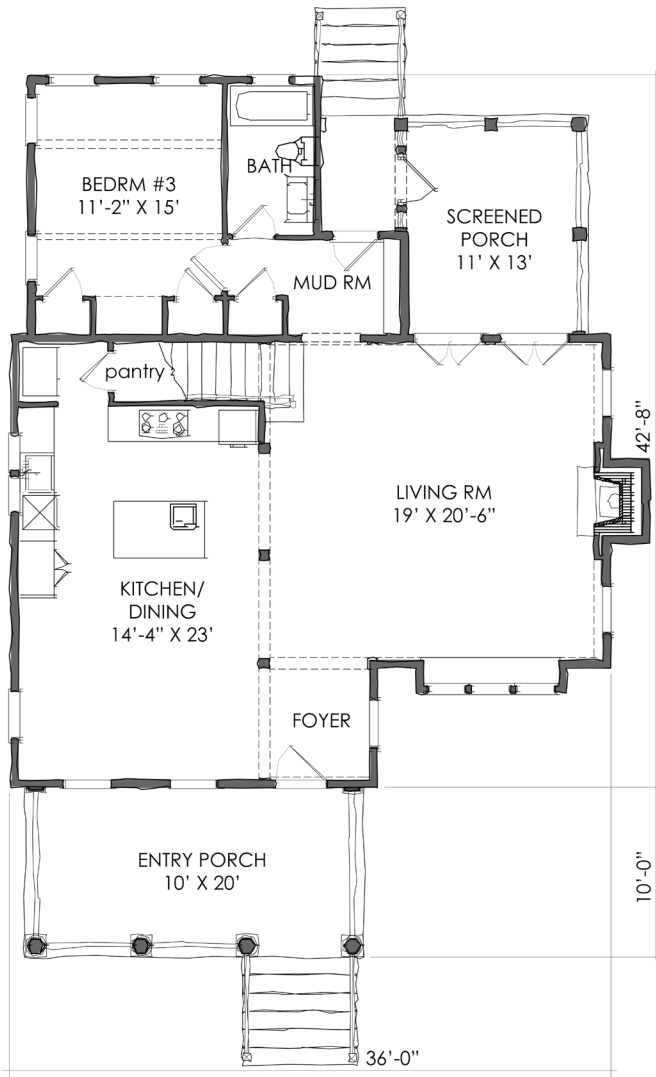 BATH
BEDRM #3
11'-2" X 15'
SCREENED
PORCH
11' X 13'
MUD RM
pantry
42'-8"
LIVING RM
19' X 20'-6"
KITCHEN/
DINING
14'-4" X 23'
FOYER
ENTRY PORCH
10' X 20'
10'-0"
36'-0"